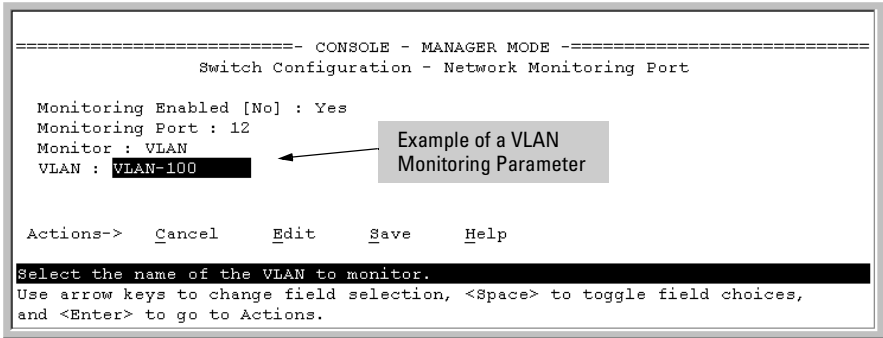 ===========================- CONSOLE - MANAGER MODE -============================
Switch Configuration - Network Monitoring Port
Monitoring Enabled [No] : Yes
Monitoring Port : 12
Monitor : VLAN
VLAN : VLAN-100
Example of a VLAN
Monitoring Parameter
Actions-> Cancel Edit Save Help
Select the name of the VLAN to monitor.
Use arrow keys to change field selection, <Space> to toggle field choices,
and <Enter> to go to Actions.